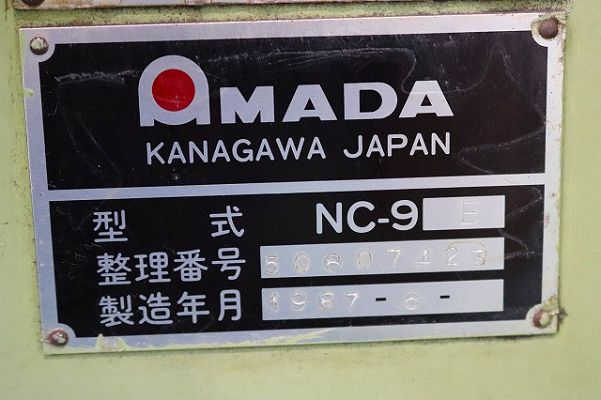 AMADA
KANAGAWA JAPAN
型式 NC-9 E
整理番号 50807423
製造年月 1987-6-